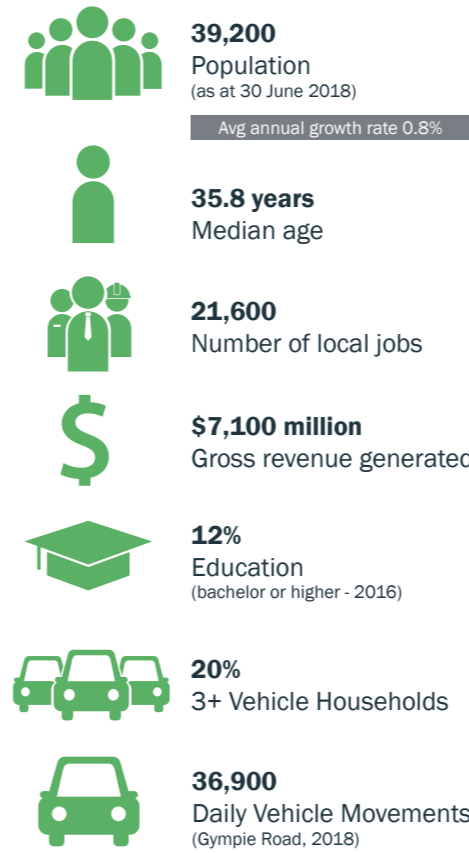 39,200
Population
(as at 30 June 2018)
Avg annual growth rate 0.8%
35.8 years
Median age
21,600
Number of local jobs
$7,100 million
Gross revenue generated
12%
Education
(bachelor or higher - 2016)
20%
3+ Vehicle Households
36,900
Daily Vehicle Movements
(Gympie Road, 2018)